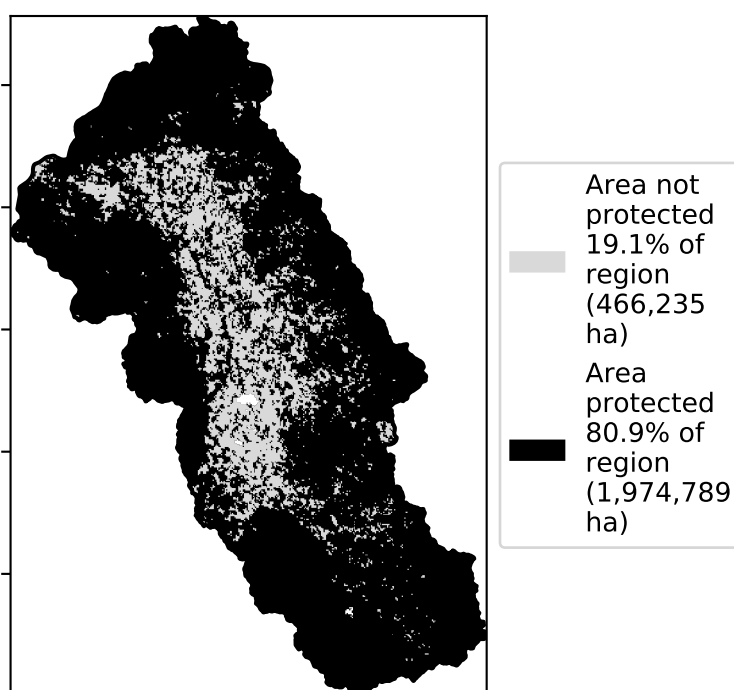 Area not
protected
19.1% of
region
(466,235
ha)
Area
protected
80.9% of
region
(1,974,789
ha)